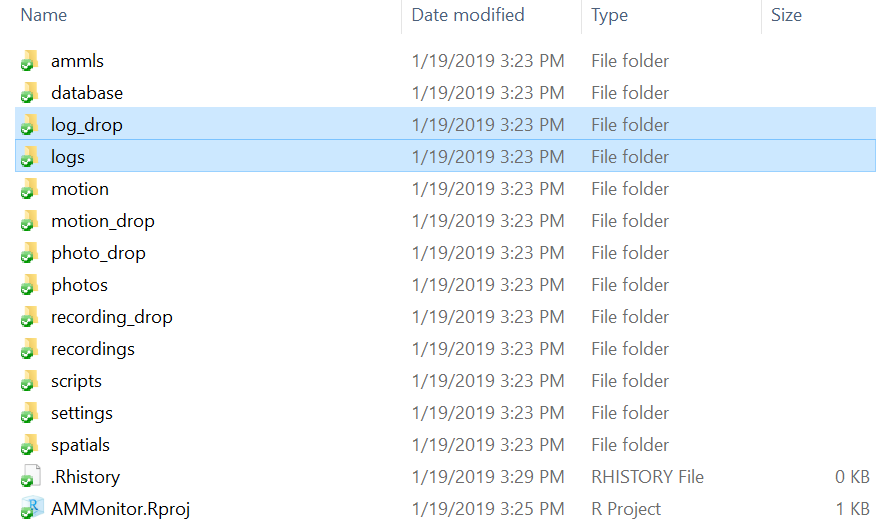 Name Date modified Type Size
ammls 1/19/2019 3:23 PM File folder
database 1/19/2019 3:23 PM File folder
log_drop 1/19/2019 3:23 PM File folder
logs 1/19/2019 3:23 PM File folder
motion 1/19/2019 3:23 PM File folder
motion_drop 1/19/2019 3:23 PM File folder
photo_drop 1/19/2019 3:23 PM File folder
photos 1/19/2019 3:23 PM File folder
recording_drop 1/19/2019 3:23 PM File folder
recordings 1/19/2019 3:23 PM File folder
scripts 1/19/2019 3:23 PM File folder
settings 1/19/2019 3:23 PM File folder
spatials 1/19/2019 3:23 PM File folder
.Rhistory 1/19/2019 3:29 PM RHISTORY File 0 KB
AMMonitor.Rproj 1/19/2019 3:25 PM R Project 1 KB